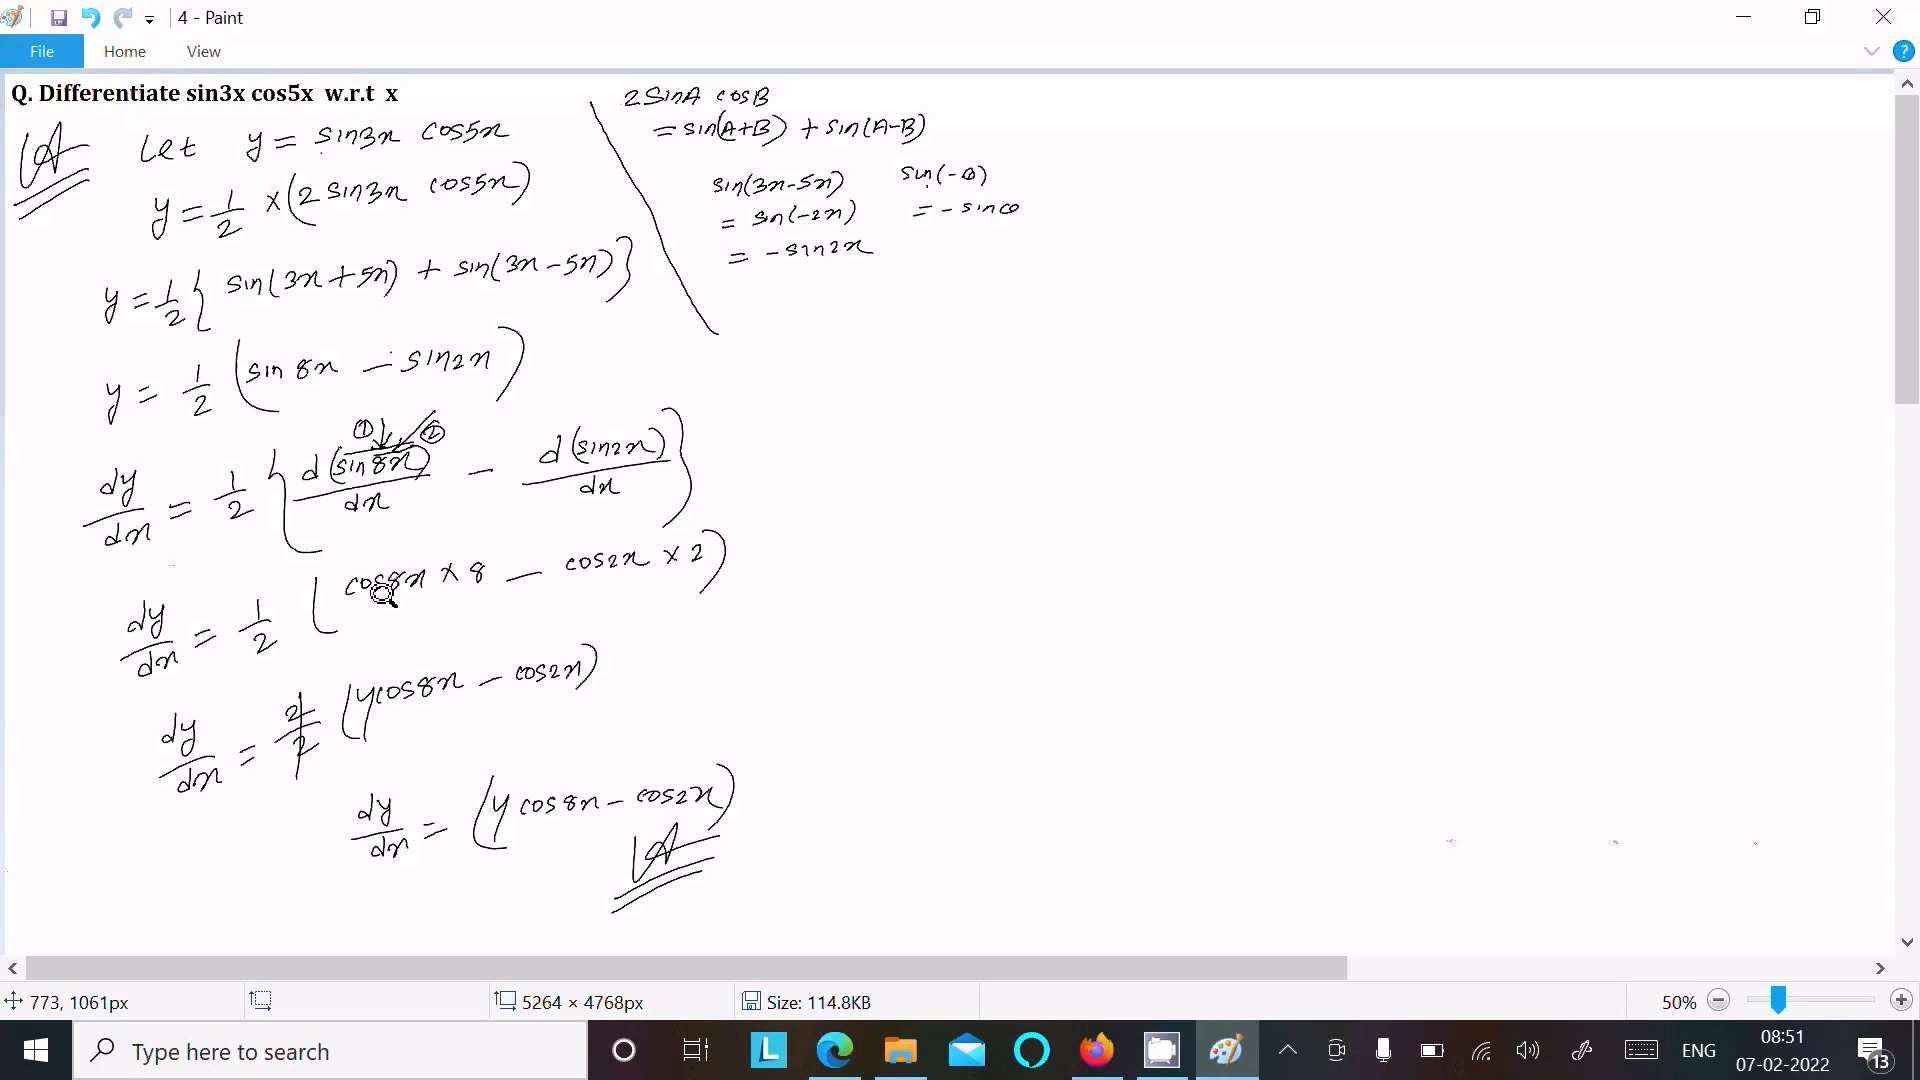 4 - Paint
File Home View
Q. Differentiate sin3x cos5x w.r.t x
Let y = sin3x cos5x
y = 1/2 × (2 sin3x cos5x)
y = 1/2 { sin(3x+5x) + sin(3x-5x) }
y = 1/2 (sin 8x - sin2x)
① ②
dy/dx = 1/2 { d(sin8x)/dx - d(sin2x)/dx }
dy/dx = 1/2 (cos8x × 8 - cos2x × 2)
dy/dx = 2/2 (4cos8x - cos2x)
dy/dx = (4 cos8x - cos2x)
2SinA cosB
= sin(A+B) + sin(A-B)
sin(3x-5x)
= sin(-2x)
= -sin2x
sin(-θ)
= -sinθ
773, 1061px 5264 × 4768px Size: 114.8KB 50%
Type here to search
L
ENG
08:51
07-02-2022
13